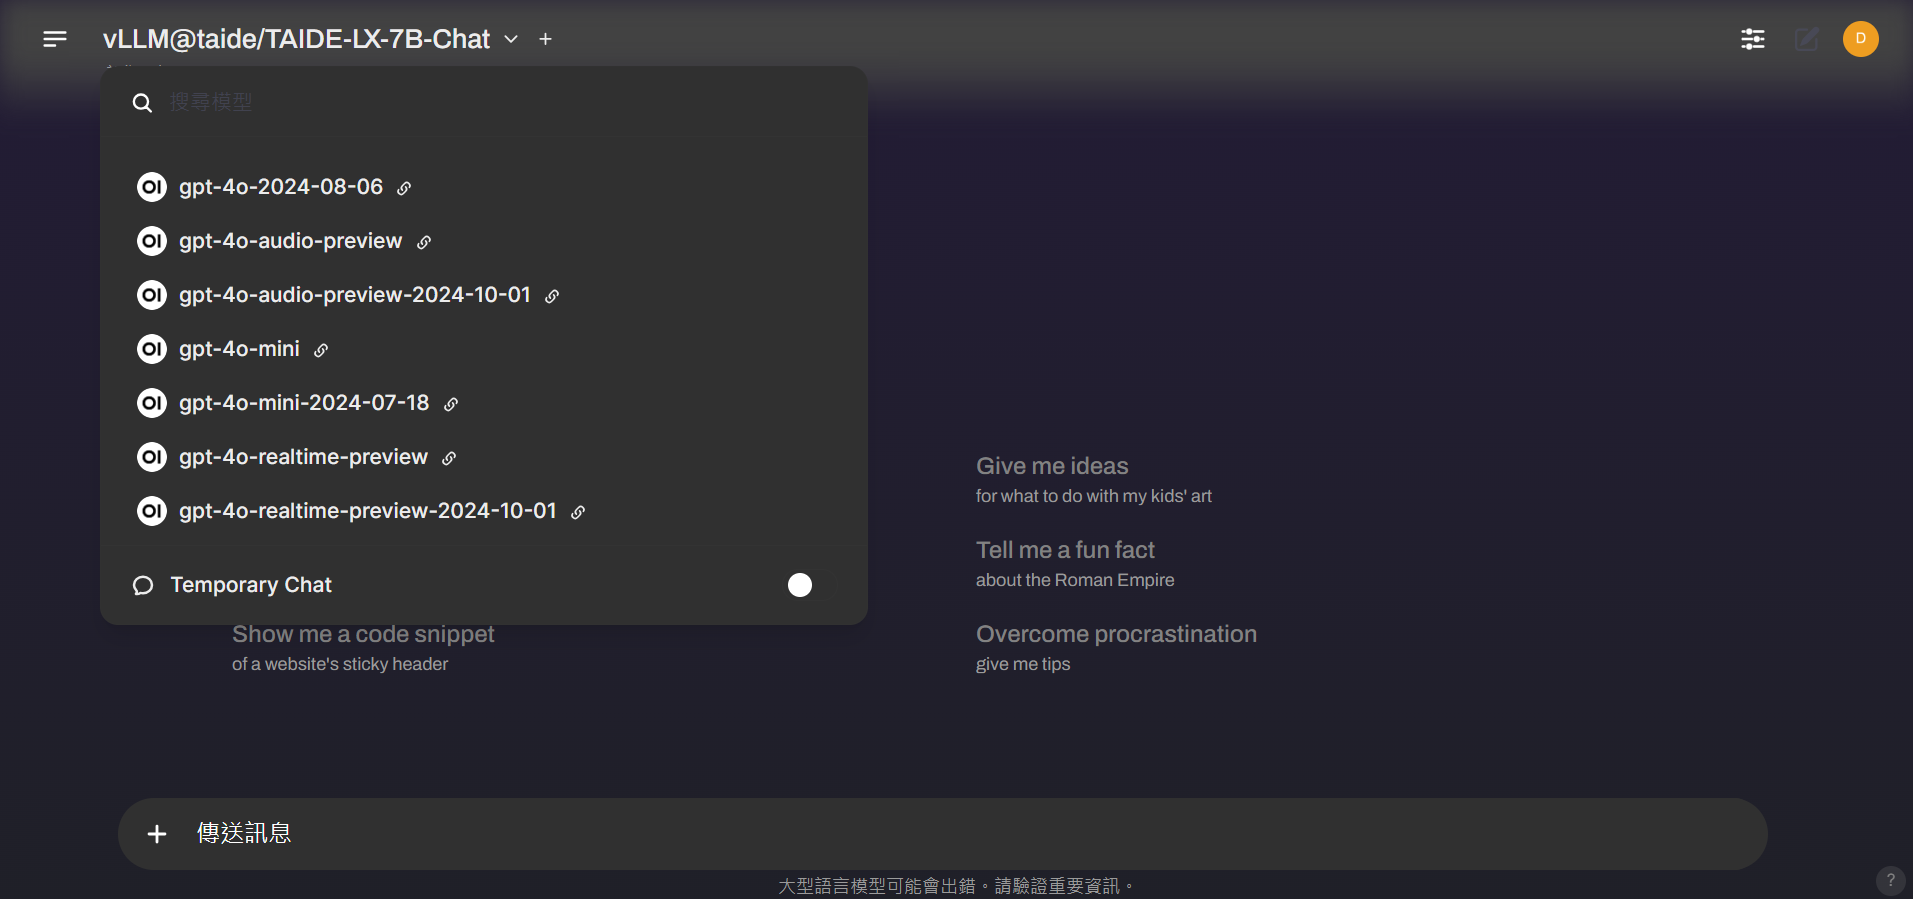 vLLM@taide/TAIDE-LX-7B-Chat
D
搜尋模型
OI gpt-4o-2024-08-06
OI gpt-4o-audio-preview
OI gpt-4o-audio-preview-2024-10-01
OI gpt-4o-mini
OI gpt-4o-mini-2024-07-18
OI gpt-4o-realtime-preview
OI gpt-4o-realtime-preview-2024-10-01
Temporary Chat
Show me a code snippet
of a website's sticky header
Give me ideas
for what to do with my kids' art
Tell me a fun fact
about the Roman Empire
Overcome procrastination
give me tips
傳送訊息
大型語言模型可能會出錯。請驗證重要資訊。
?